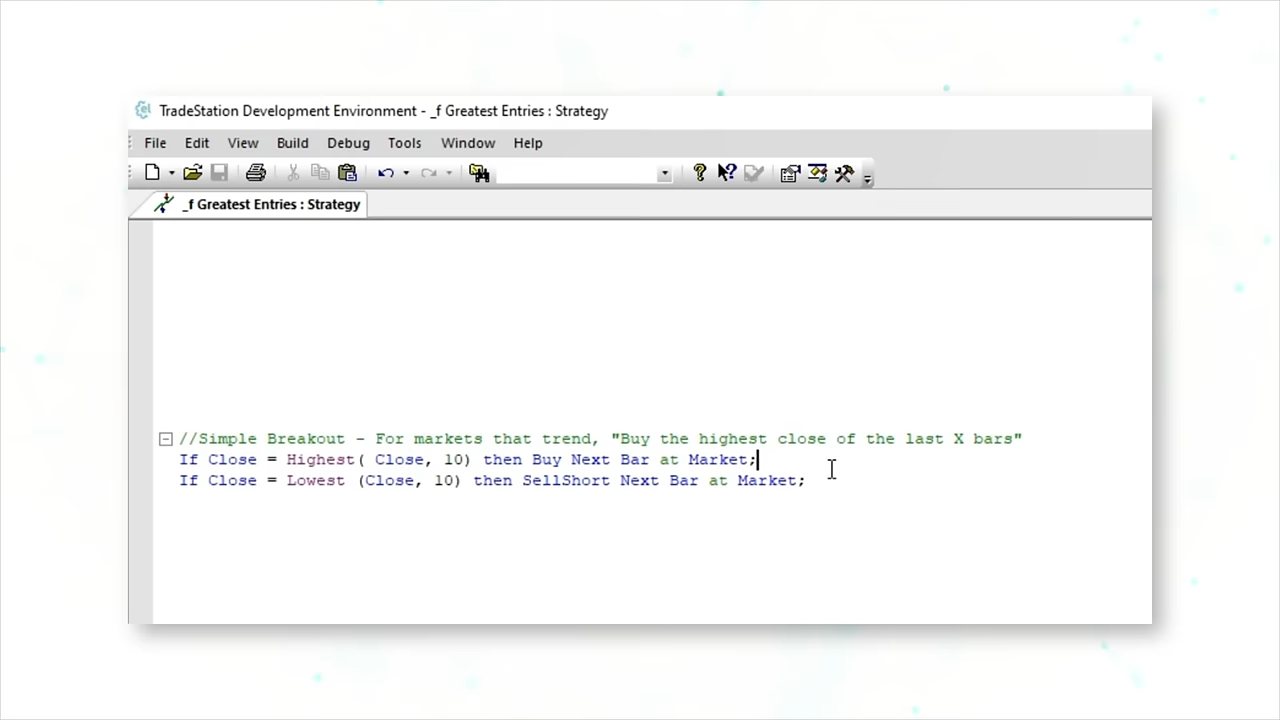 TradeStation Development Environment - _f Greatest Entries : Strategy
File Edit View Build Debug Tools Window Help
_f Greatest Entries : Strategy
//Simple Breakout - For markets that trend, "Buy the highest close of the last X bars"
If Close = Highest( Close, 10) then Buy Next Bar at Market;
If Close = Lowest (Close, 10) then SellShort Next Bar at Market;